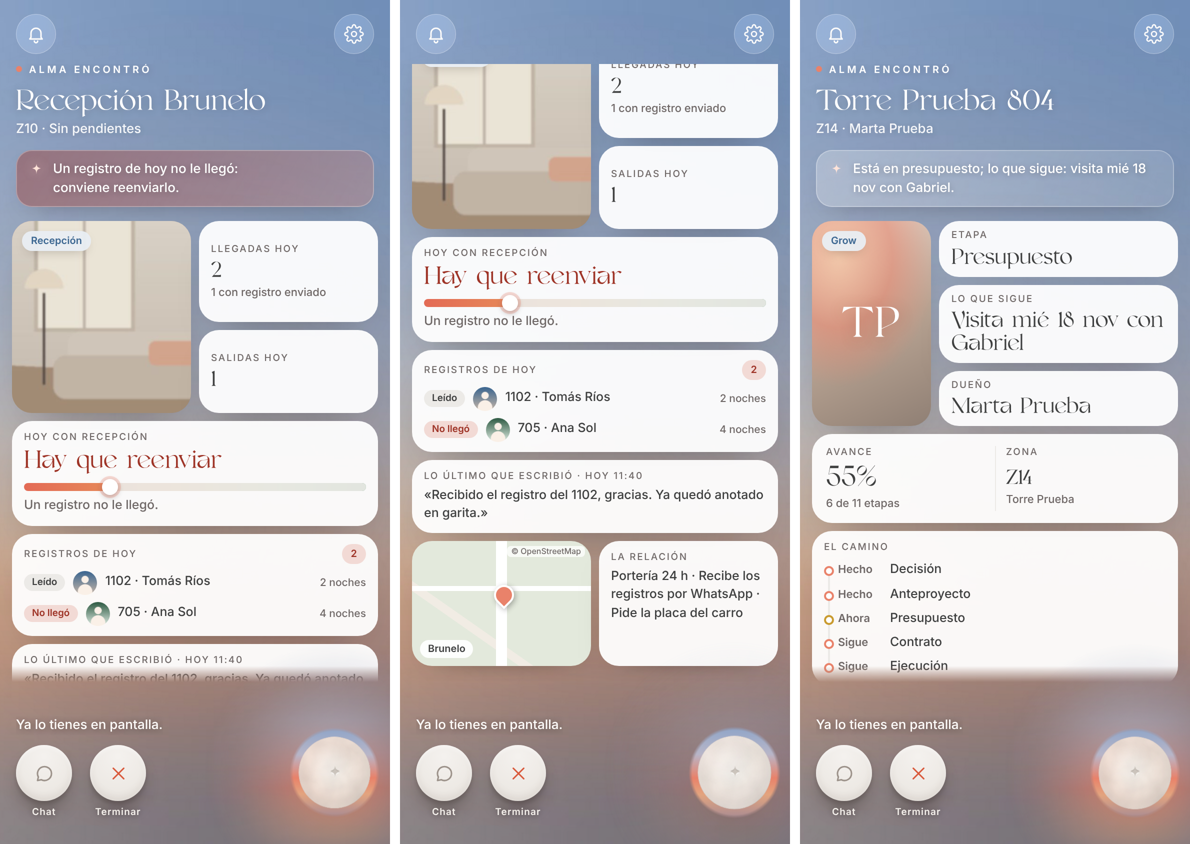 ALMA ENCONTRÓ
Recepción Brunelo
Z10 · Sin pendientes
Un registro de hoy no le llegó:
conviene reenviarlo.
Recepción
LLEGADAS HOY
2
1 con registro enviado
SALIDAS HOY
1
HOY CON RECEPCIÓN
Hay que reenviar
Un registro no le llegó.
REGISTROS DE HOY
2
Leído 1102 · Tomás Ríos 2 noches
No llegó 705 · Ana Sol 4 noches
LO ÚLTIMO QUE ESCRIBIÓ · HOY 11:40
«Recibido el registro del 1102, gracias. Ya quedó anotado
Ya lo tienes en pantalla.
Chat
Terminar
LLEGADAS HOY
2
1 con registro enviado
SALIDAS HOY
1
HOY CON RECEPCIÓN
Hay que reenviar
Un registro no le llegó.
REGISTROS DE HOY
2
Leído 1102 · Tomás Ríos 2 noches
No llegó 705 · Ana Sol 4 noches
LO ÚLTIMO QUE ESCRIBIÓ · HOY 11:40
«Recibido el registro del 1102, gracias. Ya quedó anotado
en garita.»
© OpenStreetMap
Brunelo
LA RELACIÓN
Portería 24 h · Recibe los
registros por WhatsApp ·
Pide la placa del carro
Ya lo tienes en pantalla.
Chat
Terminar
ALMA ENCONTRÓ
Torre Prueba 804
Z14 · Marta Prueba
Está en presupuesto; lo que sigue: visita mié 18
nov con Gabriel.
Grow
TP
ETAPA
Presupuesto
LO QUE SIGUE
Visita mié 18 nov con
Gabriel
DUEÑO
Marta Prueba
AVANCE
55%
6 de 11 etapas
ZONA
Z14
Torre Prueba
EL CAMINO
Hecho Decisión
Hecho Anteproyecto
Ahora Presupuesto
Sigue Contrato
Sigue Ejecución
Ya lo tienes en pantalla.
Chat
Terminar